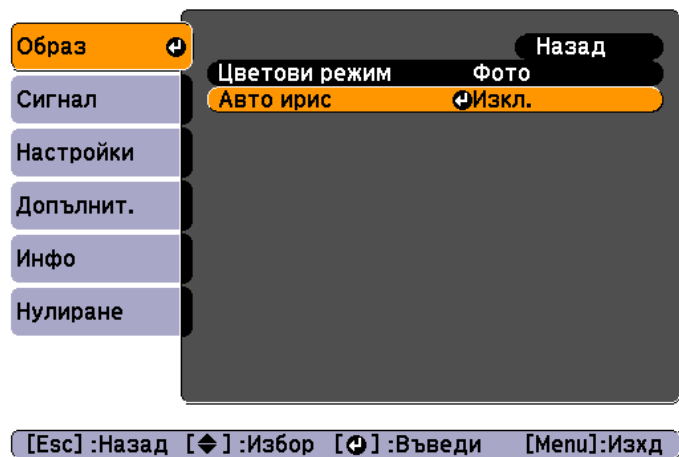 Образ
Назад
Цветови режим Фото
Сигнал
Авто ирис Изкл.
Настройки
Допълнит.
Инфо
Нулиране
[Esc] :Назад [◆] :Избор [↵] :Въведи [Menu]:Изхд